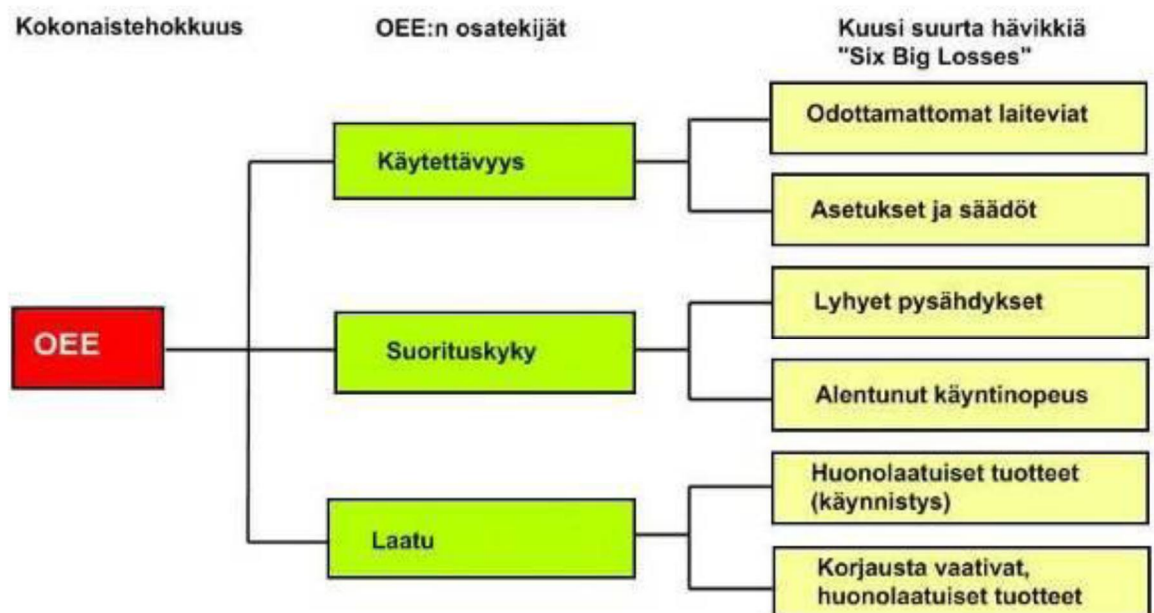 Kokonaistehokkuus
OEE:n osatekijät
Kuusi suurta hävikkiä
"Six Big Losses"
OEE
Käytettävyys
Odottamattomat laiteviat
Asetukset ja säädöt
Suorituskyky
Lyhyet pysähdykset
Alentunut käyntinopeus
Laatu
Huonolaatuiset tuotteet
(käynnistys)
Korjausta vaativat,
huonolaatuiset tuotteet